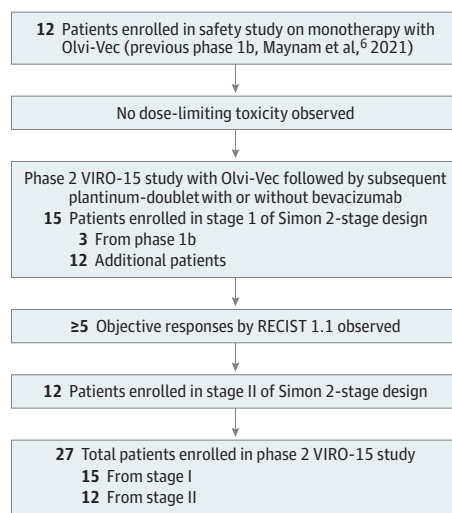 12 Patients enrolled in safety study on monotherapy with
Olvi-Vec (previous phase 1b, Maynam et al,6 2021)
No dose-limiting toxicity observed
Phase 2 VIRO-15 study with Olvi-Vec followed by subsequent
plantinum-doublet with or without bevacizumab
15 Patients enrolled in stage 1 of Simon 2-stage design
3 From phase 1b
12 Additional patients
≥5 Objective responses by RECIST 1.1 observed
12 Patients enrolled in stage II of Simon 2-stage design
27 Total patients enrolled in phase 2 VIRO-15 study
15 From stage I
12 From stage II